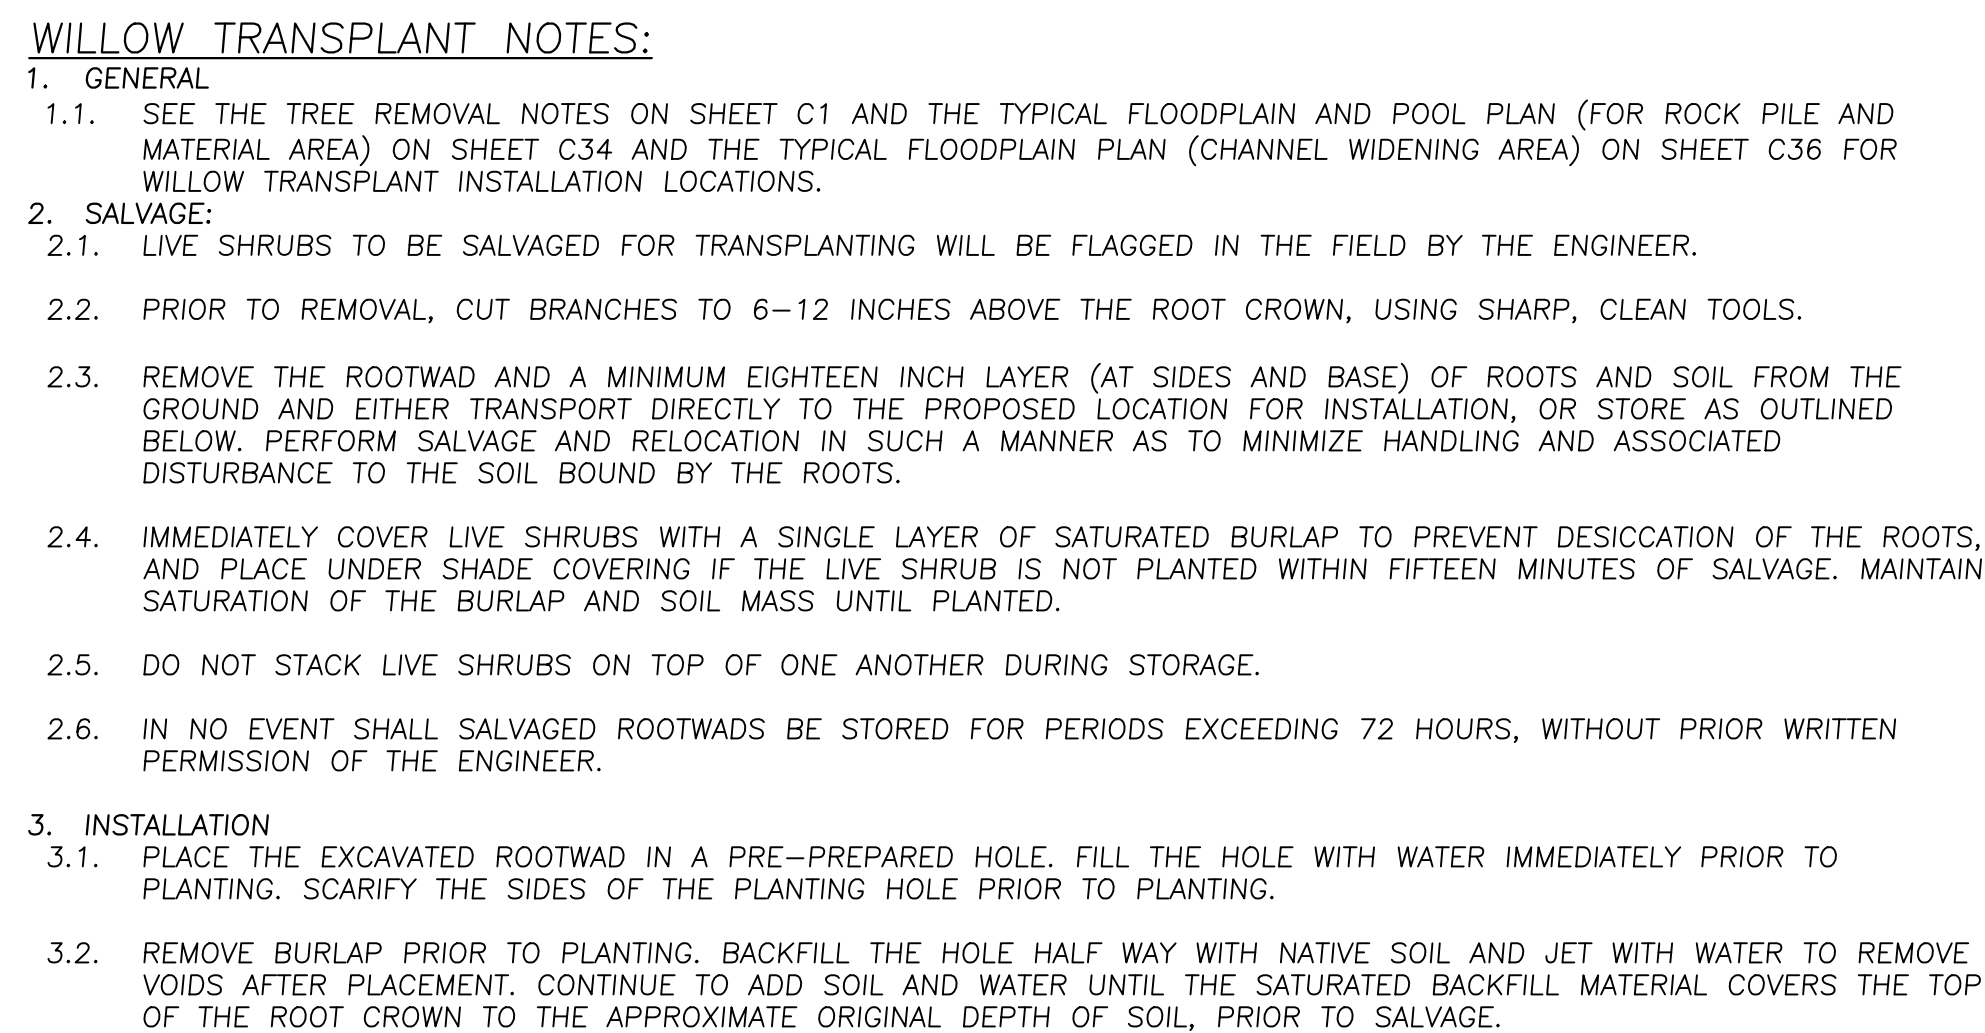 WILLOW TRANSPLANT NOTES:
1. GENERAL
1.1. SEE THE TREE REMOVAL NOTES ON SHEET C1 AND THE TYPICAL FLOODPLAIN AND POOL PLAN (FOR ROCK PILE AND
MATERIAL AREA) ON SHEET C34 AND THE TYPICAL FLOODPLAIN PLAN (CHANNEL WIDENING AREA) ON SHEET C36 FOR
WILLOW TRANSPLANT INSTALLATION LOCATIONS.
2. SALVAGE:
2.1. LIVE SHRUBS TO BE SALVAGED FOR TRANSPLANTING WILL BE FLAGGED IN THE FIELD BY THE ENGINEER.
2.2. PRIOR TO REMOVAL, CUT BRANCHES TO 6–12 INCHES ABOVE THE ROOT CROWN, USING SHARP, CLEAN TOOLS.
2.3. REMOVE THE ROOTWAD AND A MINIMUM EIGHTEEN INCH LAYER (AT SIDES AND BASE) OF ROOTS AND SOIL FROM THE
GROUND AND EITHER TRANSPORT DIRECTLY TO THE PROPOSED LOCATION FOR INSTALLATION, OR STORE AS OUTLINED
BELOW. PERFORM SALVAGE AND RELOCATION IN SUCH A MANNER AS TO MINIMIZE HANDLING AND ASSOCIATED
DISTURBANCE TO THE SOIL BOUND BY THE ROOTS.
2.4. IMMEDIATELY COVER LIVE SHRUBS WITH A SINGLE LAYER OF SATURATED BURLAP TO PREVENT DESICCATION OF THE ROOTS,
AND PLACE UNDER SHADE COVERING IF THE LIVE SHRUB IS NOT PLANTED WITHIN FIFTEEN MINUTES OF SALVAGE. MAINTAIN
SATURATION OF THE BURLAP AND SOIL MASS UNTIL PLANTED.
2.5. DO NOT STACK LIVE SHRUBS ON TOP OF ONE ANOTHER DURING STORAGE.
2.6. IN NO EVENT SHALL SALVAGED ROOTWADS BE STORED FOR PERIODS EXCEEDING 72 HOURS, WITHOUT PRIOR WRITTEN
PERMISSION OF THE ENGINEER.
3. INSTALLATION
3.1. PLACE THE EXCAVATED ROOTWAD IN A PRE–PREPARED HOLE. FILL THE HOLE WITH WATER IMMEDIATELY PRIOR TO
PLANTING. SCARIFY THE SIDES OF THE PLANTING HOLE PRIOR TO PLANTING.
3.2. REMOVE BURLAP PRIOR TO PLANTING. BACKFILL THE HOLE HALF WAY WITH NATIVE SOIL AND JET WITH WATER TO REMOVE
VOIDS AFTER PLACEMENT. CONTINUE TO ADD SOIL AND WATER UNTIL THE SATURATED BACKFILL MATERIAL COVERS THE TOP
OF THE ROOT CROWN TO THE APPROXIMATE ORIGINAL DEPTH OF SOIL, PRIOR TO SALVAGE.